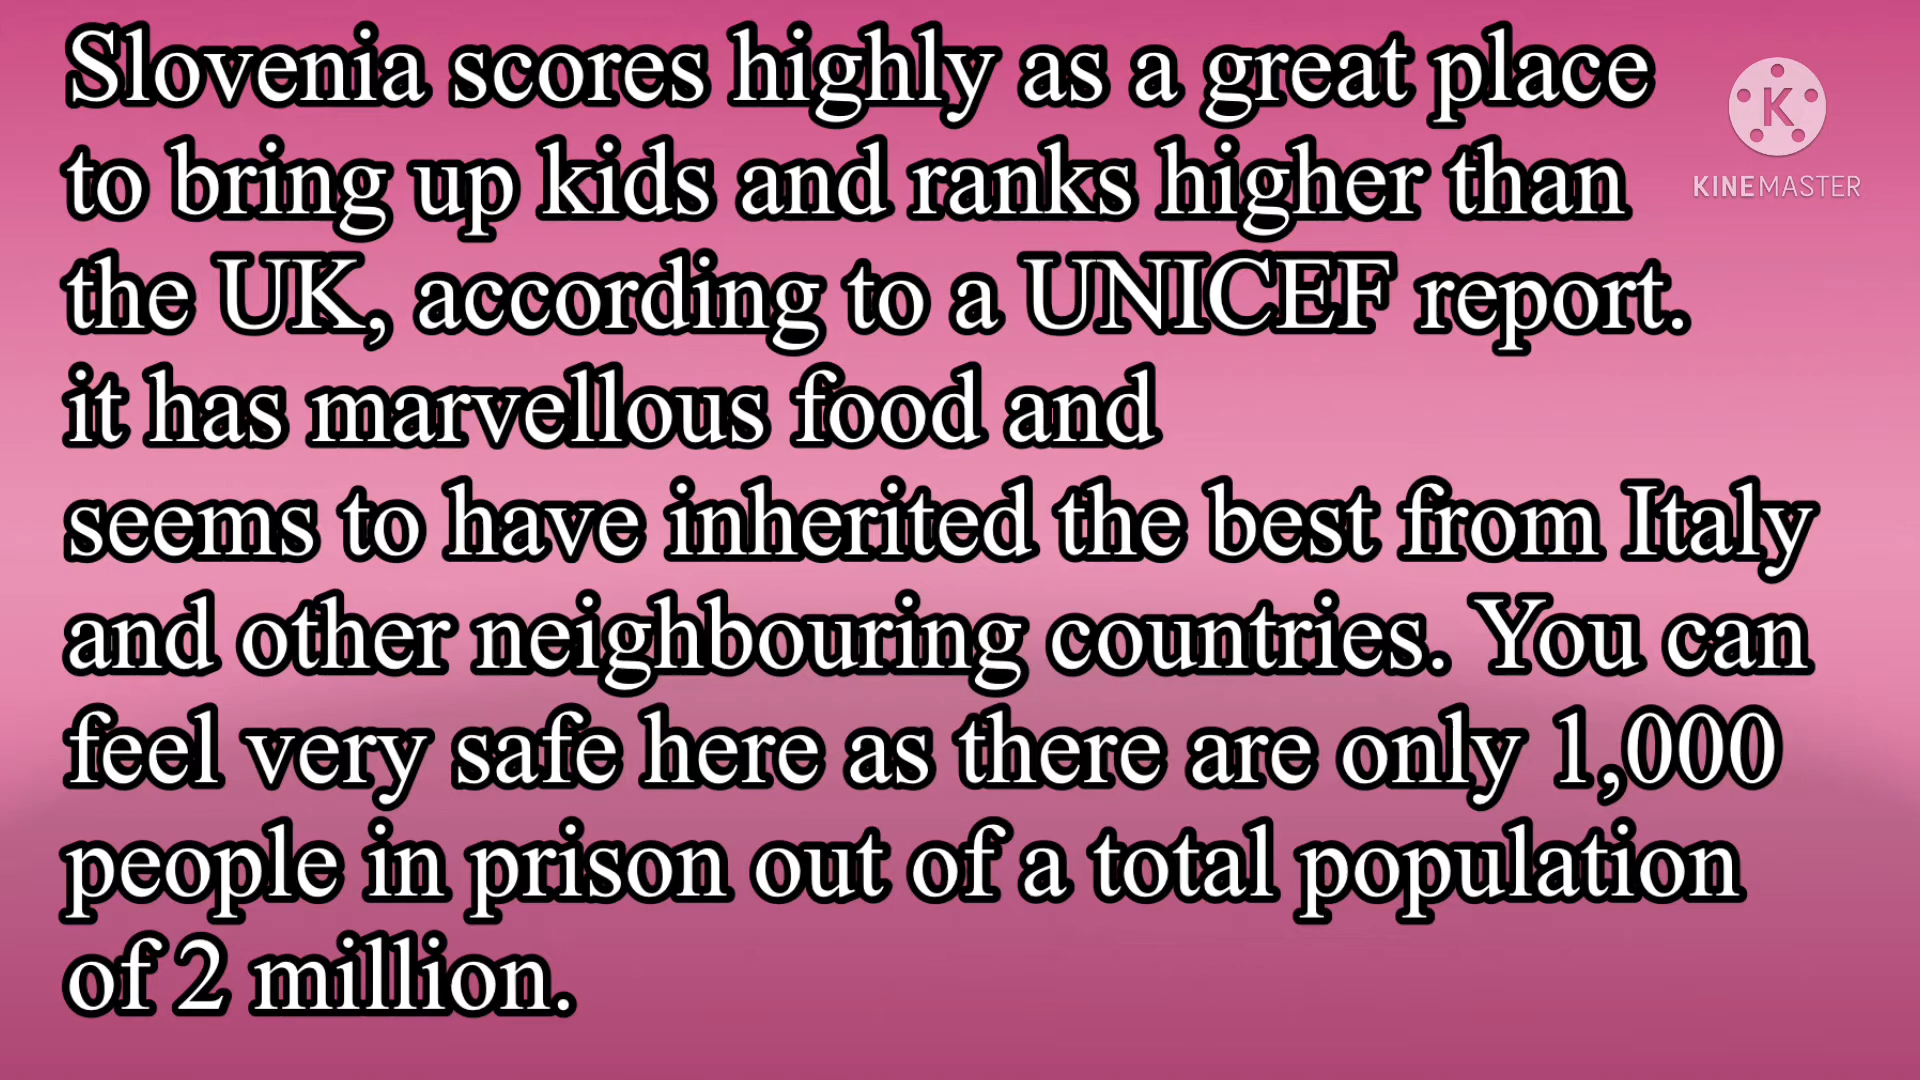 Slovenia scores highly as a great place
to bring up kids and ranks higher than
the UK, according to a UNICEF report.
it has marvellous food and
seems to have inherited the best from Italy
and other neighbouring countries. You can
feel very safe here as there are only 1,000
people in prison out of a total population
of 2 million.
K
KINEMASTER